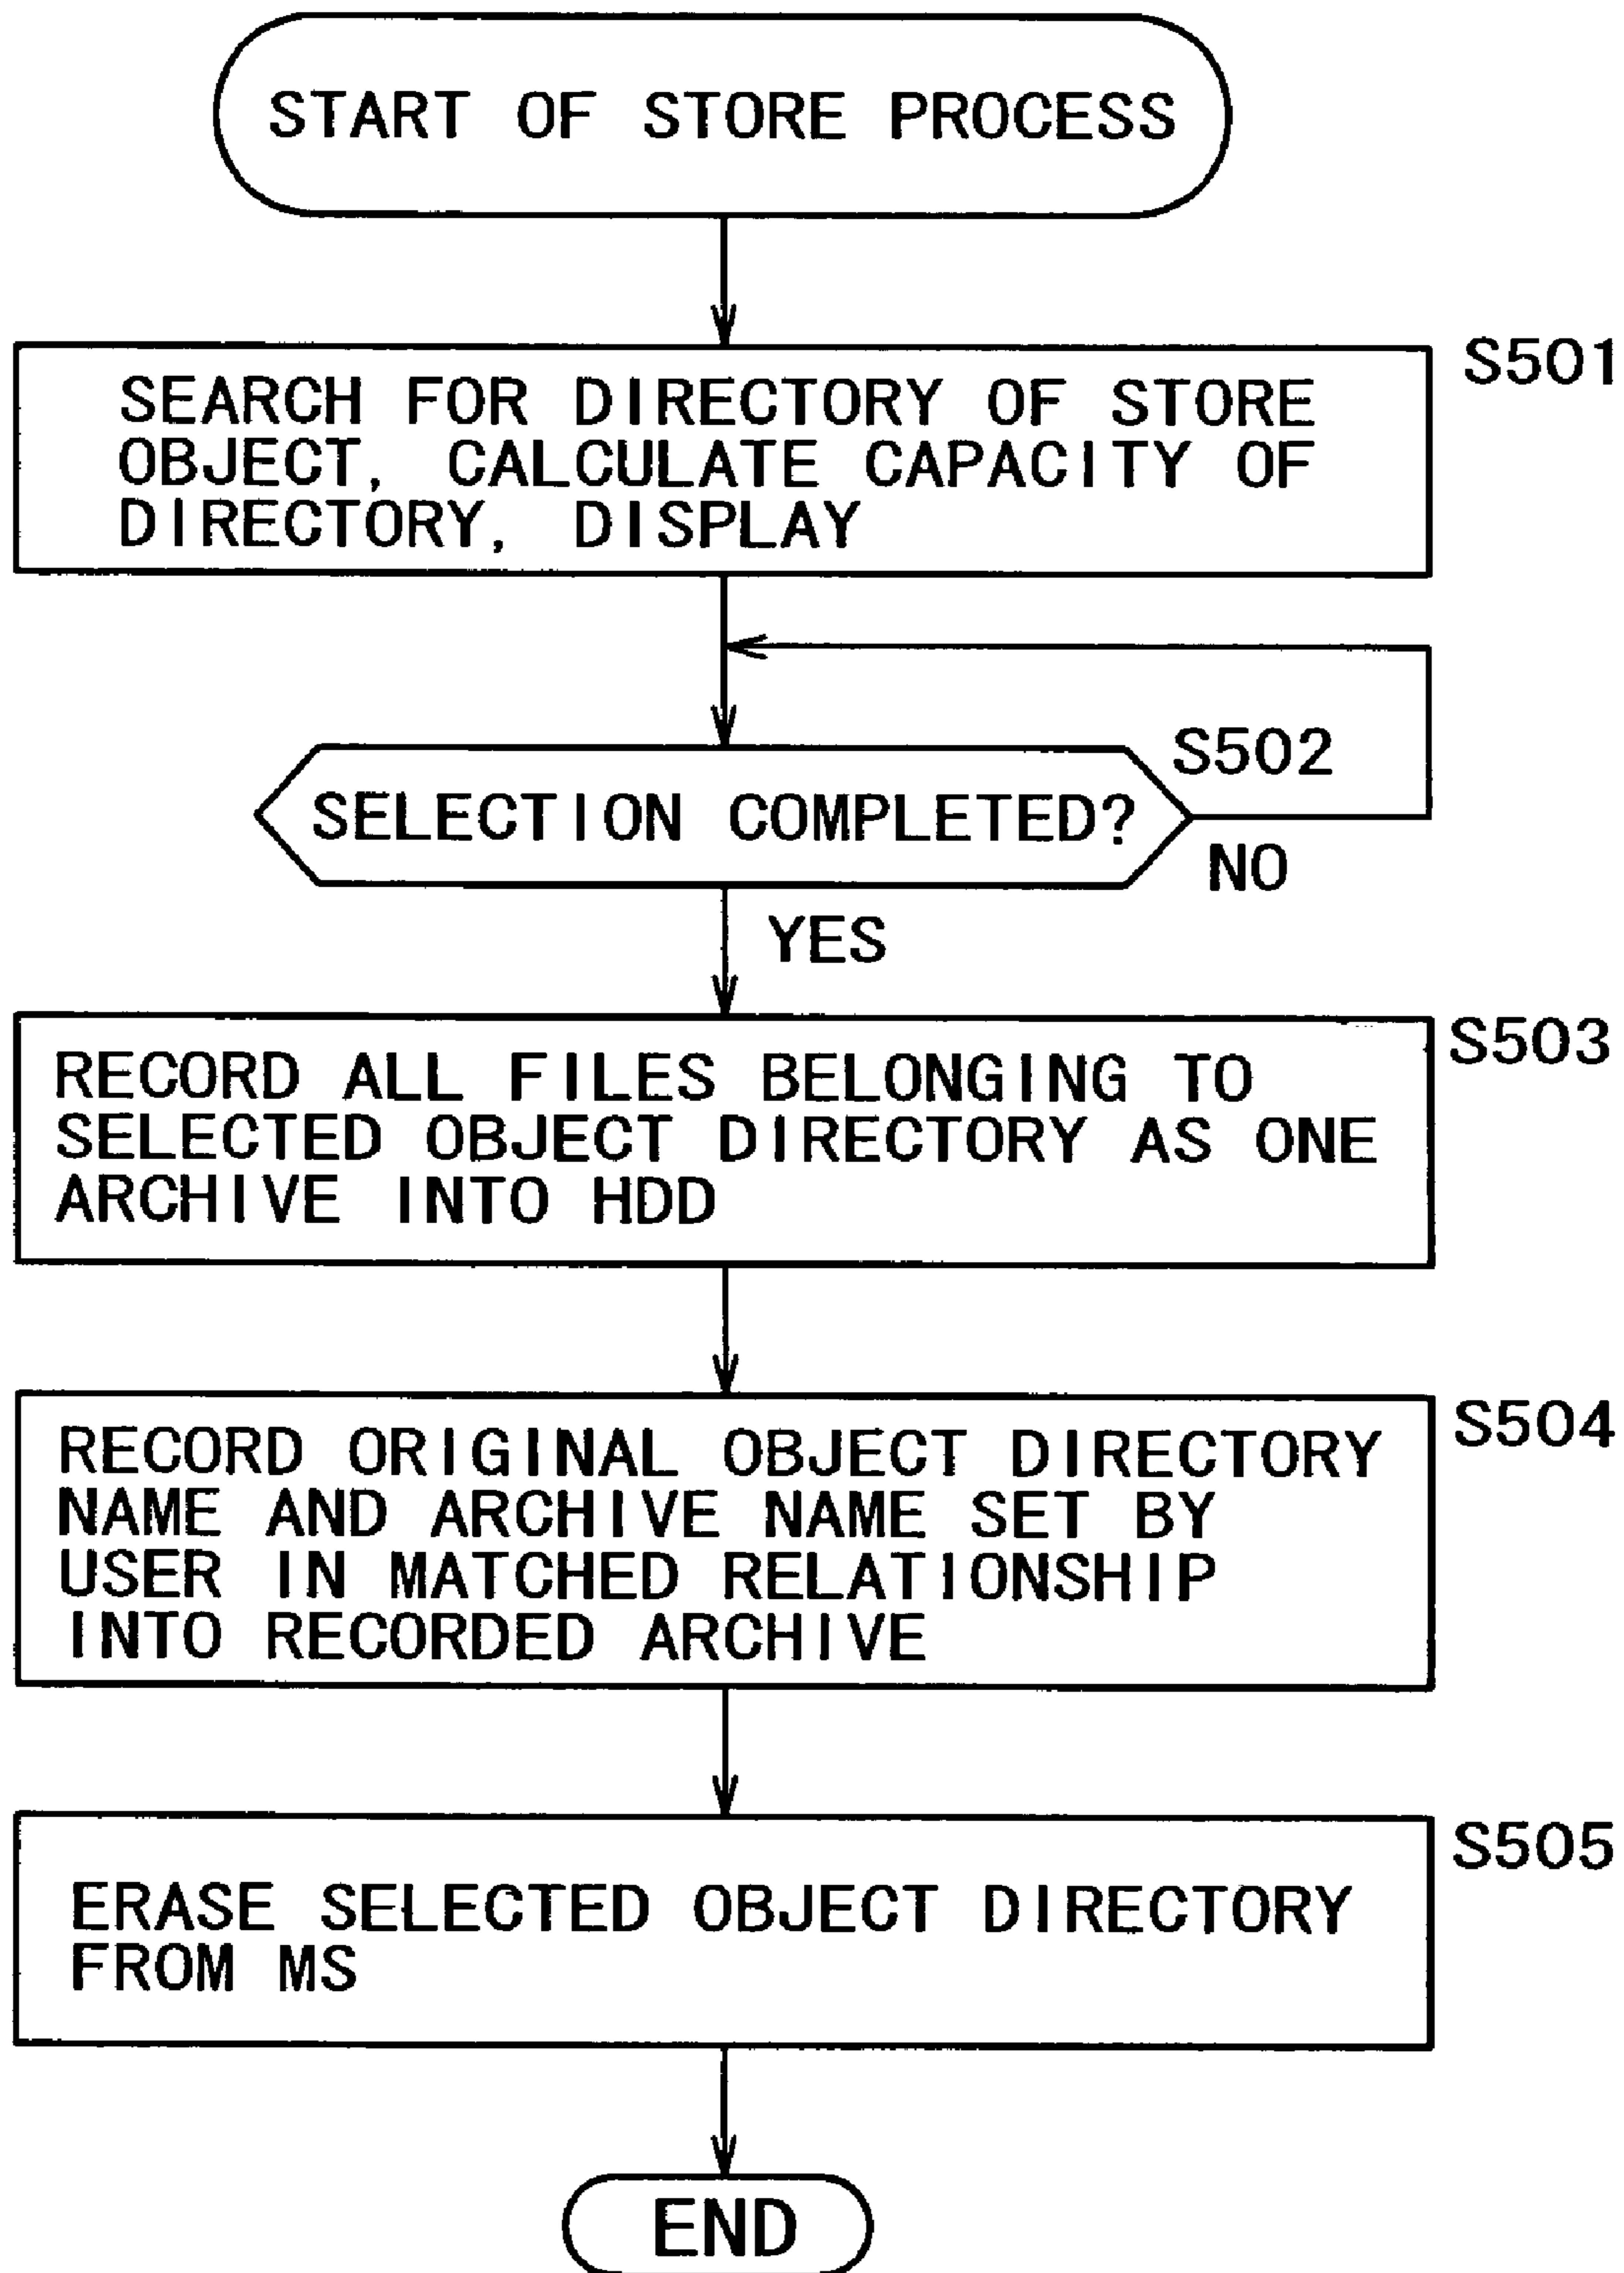 START OF STORE PROCESS
S501
SEARCH FOR DIRECTORY OF STORE
OBJECT, CALCULATE CAPACITY OF
DIRECTORY, DISPLAY
S502
SELECTION COMPLETED?
NO
YES
S503
RECORD ALL FILES BELONGING TO
SELECTED OBJECT DIRECTORY AS ONE
ARCHIVE INTO HDD
S504
RECORD ORIGINAL OBJECT DIRECTORY
NAME AND ARCHIVE NAME SET BY
USER IN MATCHED RELATIONSHIP
INTO RECORDED ARCHIVE
S505
ERASE SELECTED OBJECT DIRECTORY
FROM MS
END